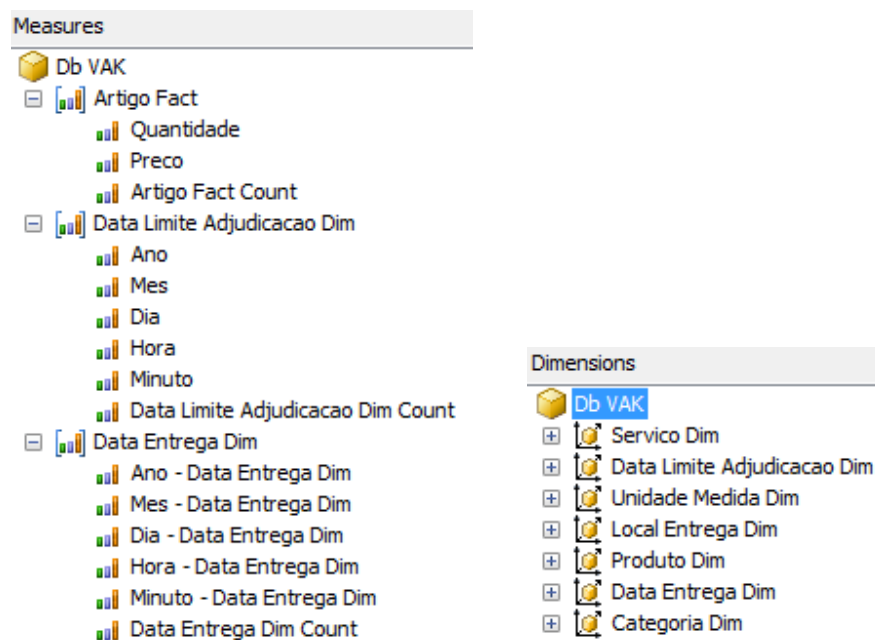 Measures
Db VAK
Artigo Fact
Quantidade
Preco
Artigo Fact Count
Data Limite Adjudicacao Dim
Ano
Mes
Dia
Hora
Minuto
Data Limite Adjudicacao Dim Count
Data Entrega Dim
Ano - Data Entrega Dim
Mes - Data Entrega Dim
Dia - Data Entrega Dim
Hora - Data Entrega Dim
Minuto - Data Entrega Dim
Data Entrega Dim Count
Dimensions
Db VAK
Servico Dim
Data Limite Adjudicacao Dim
Unidade Medida Dim
Local Entrega Dim
Produto Dim
Data Entrega Dim
Categoria Dim